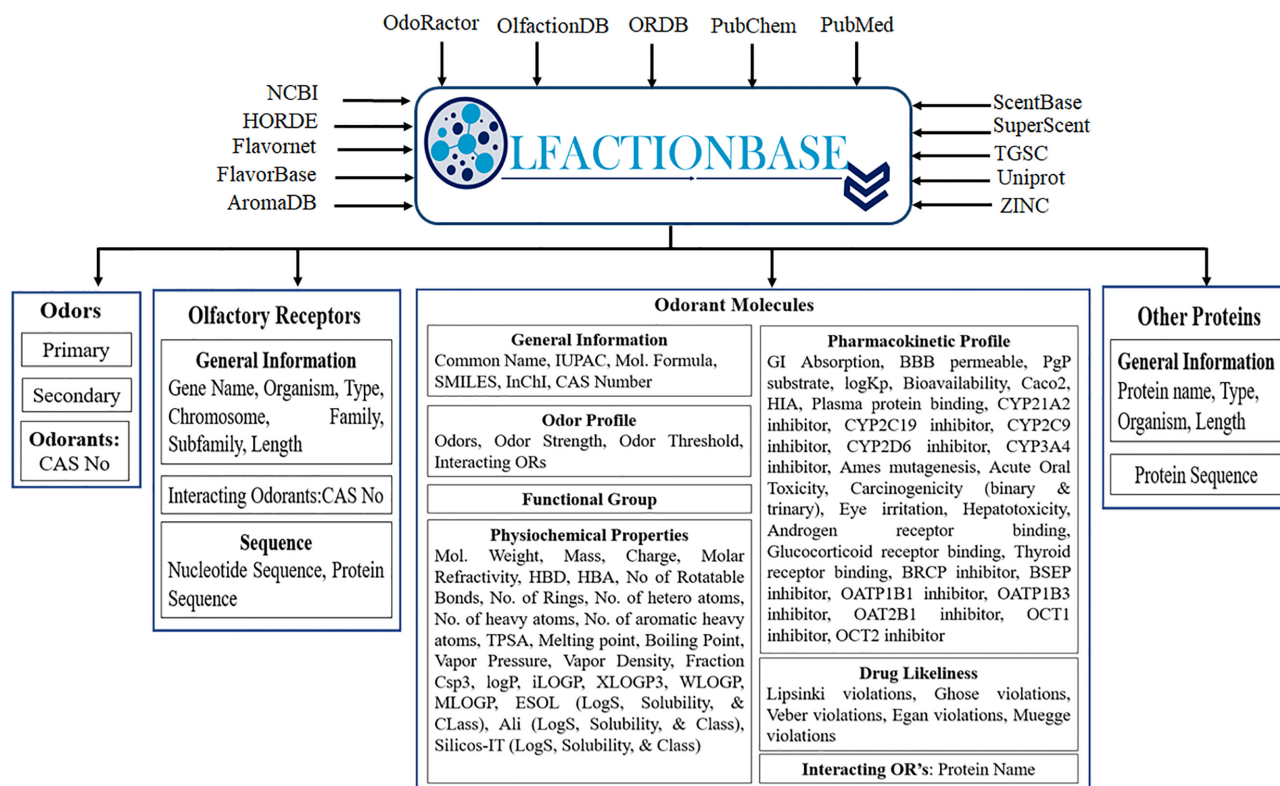 OdoRactor
OlfactionDB
ORDB
PubChem
PubMed
NCBI
HORDE
Flavornet
FlavorBase
AromaDB
LFACTIONBASE
ScentBase
SuperScent
TGSC
Uniprot
ZINC
Odors
Primary
Secondary
Odorants:
CAS No
Olfactory Receptors
General Information
Gene Name, Organism, Type,
Chromosome, Family,
Subfamily, Length
Interacting Odorants:CAS No
Sequence
Nucleotide Sequence, Protein
Sequence
Odorant Molecules
General Information
Common Name, IUPAC, Mol. Formula,
SMILES, InChI, CAS Number
Odor Profile
Odors, Odor Strength, Odor Threshold,
Interacting ORs
Functional Group
Physiochemical Properties
Mol. Weight, Mass, Charge, Molar
Refractivity, HBD, HBA, No of Rotatable
Bonds, No. of Rings, No. of hetero atoms,
No. of heavy atoms, No. of aromatic heavy
atoms, TPSA, Melting point, Boiling Point,
Vapor Pressure, Vapor Density, Fraction
Csp3, logP, iLOGP, XLOGP3, WLOGP,
MLOGP, ESOL (LogS, Solubility, &
CLass), Ali (LogS, Solubility, & Class),
Silicos-IT (LogS, Solubility, & Class)
Pharmacokinetic Profile
GI Absorption, BBB permeable, PgP
substrate, logKp, Bioavailability, Caco2,
HIA, Plasma protein binding, CYP21A2
inhibitor, CYP2C19 inhibitor, CYP2C9
inhibitor, CYP2D6 inhibitor, CYP3A4
inhibitor, Ames mutagenesis, Acute Oral
Toxicity, Carcinogenicity (binary &
trinary), Eye irritation, Hepatotoxicity,
Androgen receptor binding,
Glucocorticoid receptor binding, Thyroid
receptor binding, BRCP inhibitor, BSEP
inhibitor, OATP1B1 inhibitor, OATP1B3
inhibitor, OAT2B1 inhibitor, OCT1
inhibitor, OCT2 inhibitor
Drug Likeliness
Lipsinki violations, Ghose violations,
Veber violations, Egan violations, Muegge
violations
Interacting OR's: Protein Name
Other Proteins
General Information
Protein name, Type,
Organism, Length
Protein Sequence